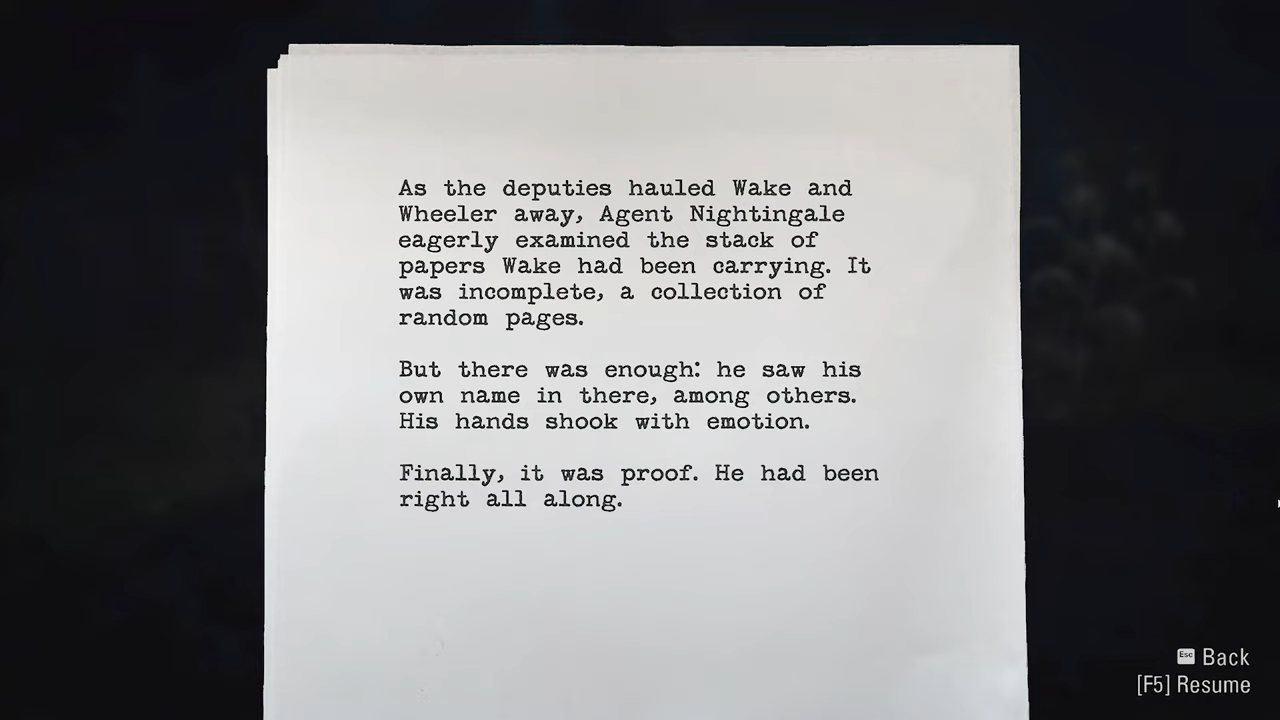 As the deputies hauled Wake and
Wheeler away, Agent Nightingale
eagerly examined the stack of
papers Wake had been carrying. It
was incomplete, a collection of
random pages.
But there was enough: he saw his
own name in there, among others.
His hands shook with emotion.
Finally, it was proof. He had been
right all along.
Esc Back
[F5] Resume